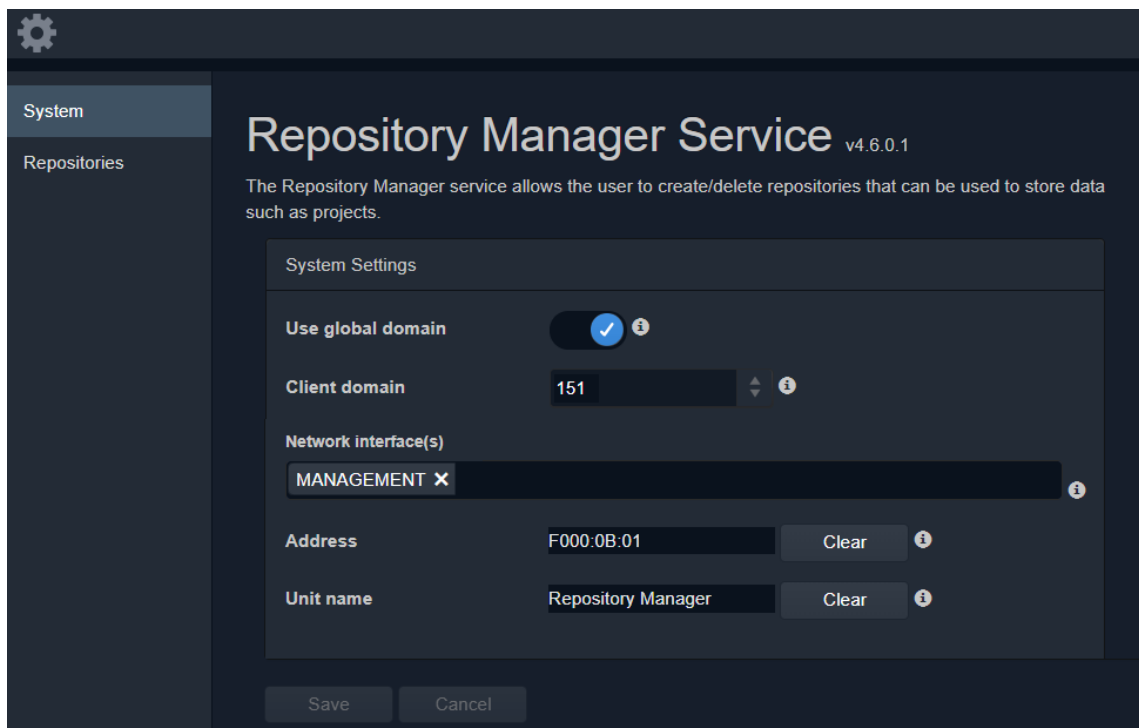 System
Repositories
Repository Manager Service v4.6.0.1
The Repository Manager service allows the user to create/delete repositories that can be used to store data
such as projects.
System Settings
Use global domain
Client domain 151
Network interface(s)
MANAGEMENT
Address F000:0B:01 Clear
Unit name Repository Manager Clear
Save Cancel